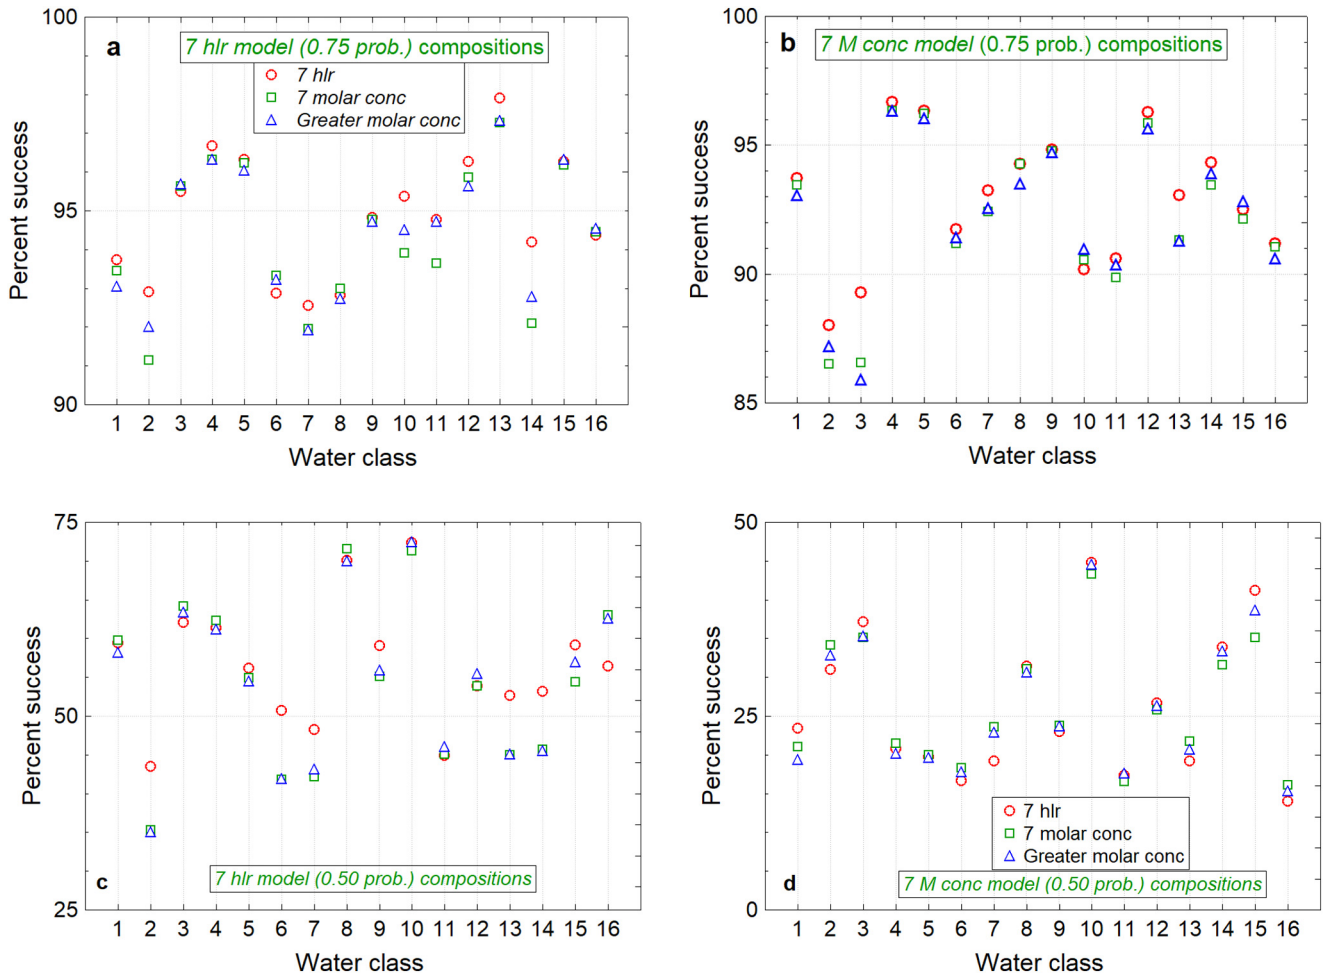 a
7 hlr model (0.75 prob.) compositions
7 hlr
7 molar conc
Greater molar conc
100
95
90
Percent success
1 2 3 4 5 6 7 8 9 10 11 12 13 14 15 16
Water class
b
7 M conc model (0.75 prob.) compositions
100
95
90
85
Percent success
1 2 3 4 5 6 7 8 9 10 11 12 13 14 15 16
Water class
75
50
25
Percent success
c
7 hlr model (0.50 prob.) compositions
1 2 3 4 5 6 7 8 9 10 11 12 13 14 15 16
Water class
50
25
0
Percent success
7 hlr
7 molar conc
Greater molar conc
d
7 M conc model (0.50 prob.) compositions
1 2 3 4 5 6 7 8 9 10 11 12 13 14 15 16
Water class